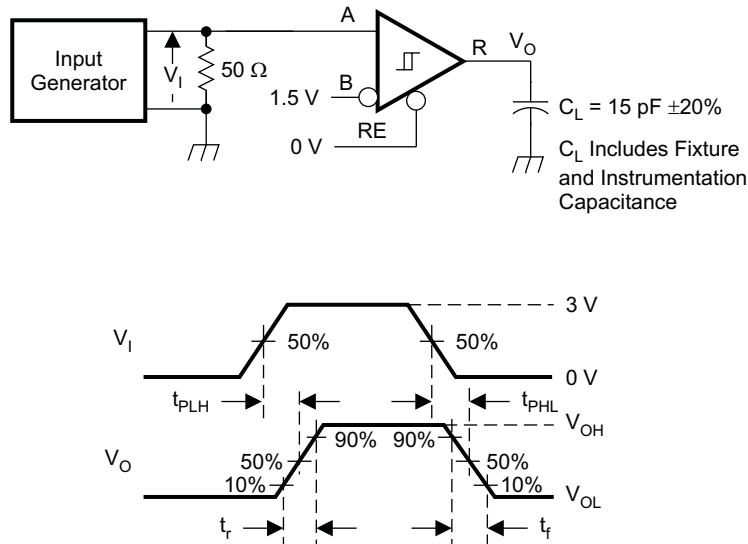 Input
Generator
V_I
50 Ω
A
B
1.5 V
RE
0 V
R
V_O
C_L = 15 pF ±20%
C_L Includes Fixture
and Instrumentation
Capacitance
V_I
50%
50%
3 V
0 V
t_PLH
t_PHL
V_O
90%
90%
V_OH
50%
50%
10%
10%
V_OL
t_r
t_f